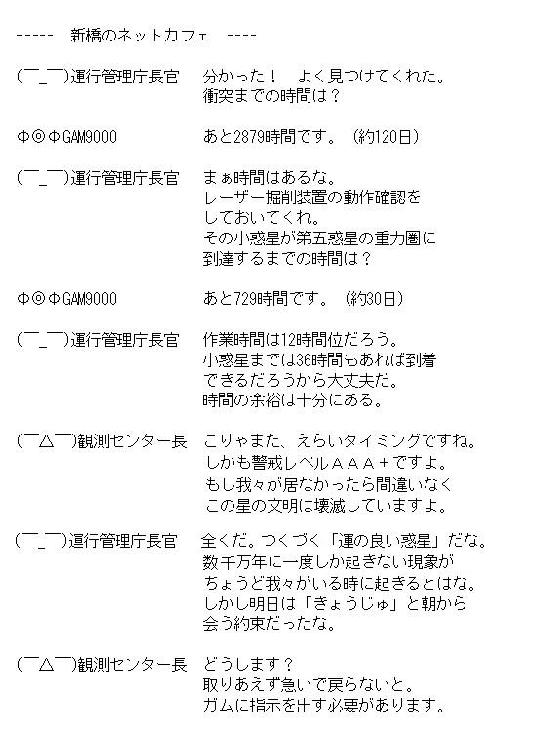 -----　新橋のネットカフェ　----
(￣_￣)運行管理庁長官　分かった！　よく見つけてくれた。
衝突までの時間は？
Φ◎ΦGAM9000　あと2879時間です。（約120日）
(￣_￣)運行管理庁長官　まぁ時間はあるな。
レーザー掘削装置の動作確認を
しておいてくれ。
その小惑星が第五惑星の重力圏に
到達するまでの時間は？
Φ◎ΦGAM9000　あと729時間です。（約30日）
(￣_￣)運行管理庁長官　作業時間は12時間位だろう。
小惑星までは36時間もあれば到着
できるだろうから大丈夫だ。
時間の余裕は十分にある。
(￣△￣)観測センター長　こりゃまた、えらいタイミングですね。
しかも警戒レベルＡＡＡ＋ですよ。
もし我々が居なかったら間違いなく
この星の文明は壊滅していますよ。
(￣_￣)運行管理庁長官　全くだ。つくづく「運の良い惑星」だな。
数千万年に一度しか起きない現象が
ちょうど我々がいる時に起きるとはな。
しかし明日は「きょうじゅ」と朝から
会う約束だったな。
(￣△￣)観測センター長　どうします？
取りあえず急いで戻らないと。
ガムに指示を出す必要があります。